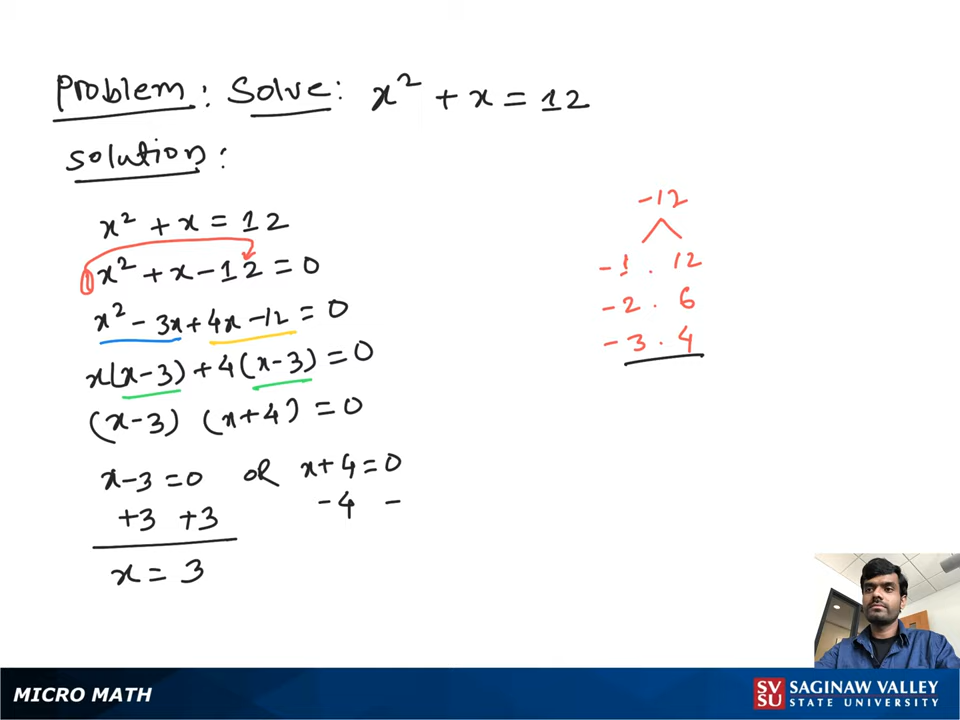 Problem: Solve: x² + x = 12
Solution:
x² + x = 12
1x² + x - 12 = 0
x² - 3x + 4x - 12 = 0
x(x-3) + 4(x-3) = 0
(x-3) (x+4) = 0
x-3 = 0 or x+4 = 0
+3 +3 -4 -
x = 3
-12
-1 . 12
-2 . 6
-3 . 4
MICRO MATH
SV
SU
SAGINAW VALLEY
STATE UNIVERSITY